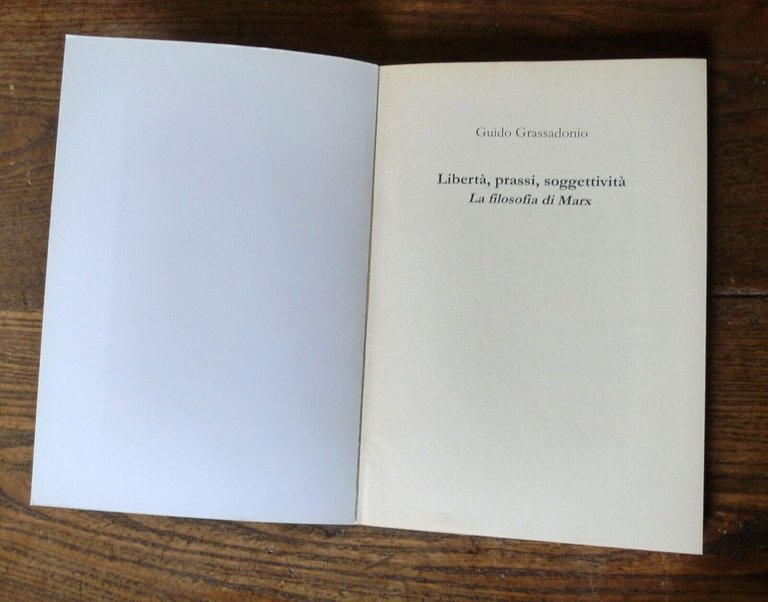 Guido Grassadonio
Libertà, prassi, soggettività
La filosofia di Marx